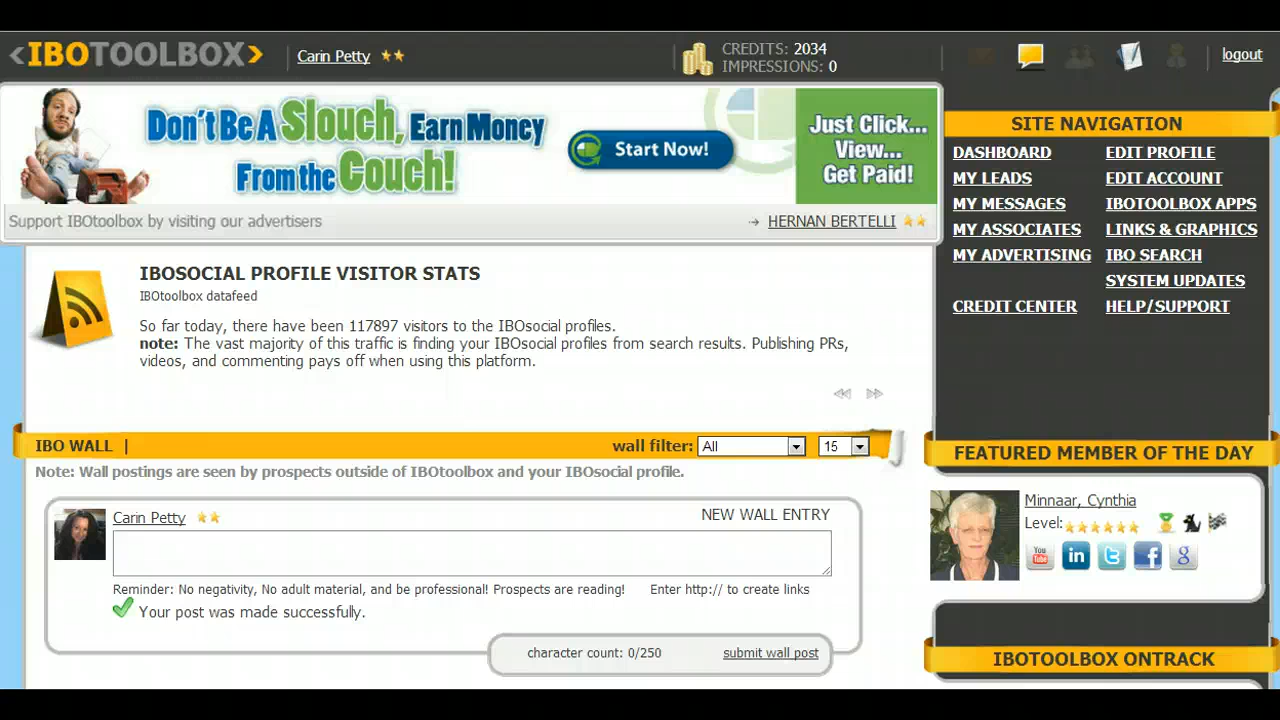 <IBOTOOLBOX>
Carin Petty
CREDITS: 2034
IMPRESSIONS: 0
logout
Don't Be A Slouch, Earn Money
From the Couch!
Start Now!
Just Click...
View...
Get Paid!
Support IBOtoolbox by visiting our advertisers
HERNAN BERTELLI
SITE NAVIGATION
DASHBOARD EDIT PROFILE
MY LEADS EDIT ACCOUNT
MY MESSAGES IBOTOOLBOX APPS
MY ASSOCIATES LINKS & GRAPHICS
MY ADVERTISING IBO SEARCH
SYSTEM UPDATES
CREDIT CENTER HELP/SUPPORT
IBOSOCIAL PROFILE VISITOR STATS
IBOtoolbox datafeed
So far today, there have been 117897 visitors to the IBOsocial profiles.
note: The vast majority of this traffic is finding your IBOsocial profiles from search results. Publishing PRs,
videos, and commenting pays off when using this platform.
IBO WALL |
wall filter: All 15
Note: Wall postings are seen by prospects outside of IBOtoolbox and your IBOsocial profile.
Carin Petty
NEW WALL ENTRY
Reminder: No negativity, No adult material, and be professional! Prospects are reading! Enter http:// to create links
Your post was made successfully.
character count: 0/250 submit wall post
FEATURED MEMBER OF THE DAY
Minnaar, Cynthia
Level:
You
Tube
in
t
f
g
IBOTOOLBOX ONTRACK